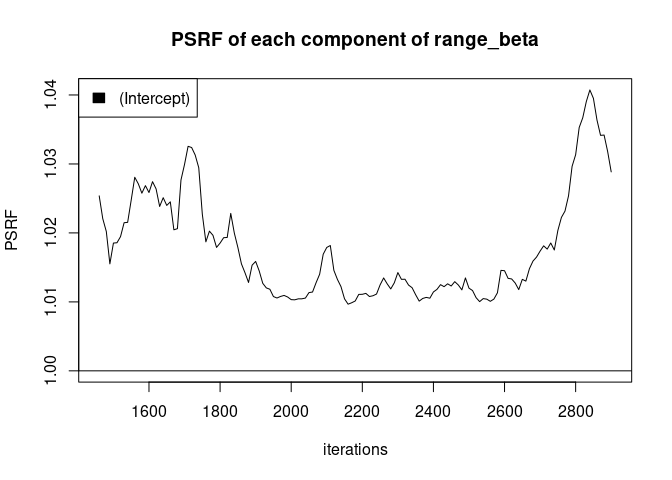 PSRF of each component of range_beta
(Intercept)
1.04
1.03
1.02
1.01
1.00
PSRF
1600 1800 2000 2200 2400 2600 2800
iterations